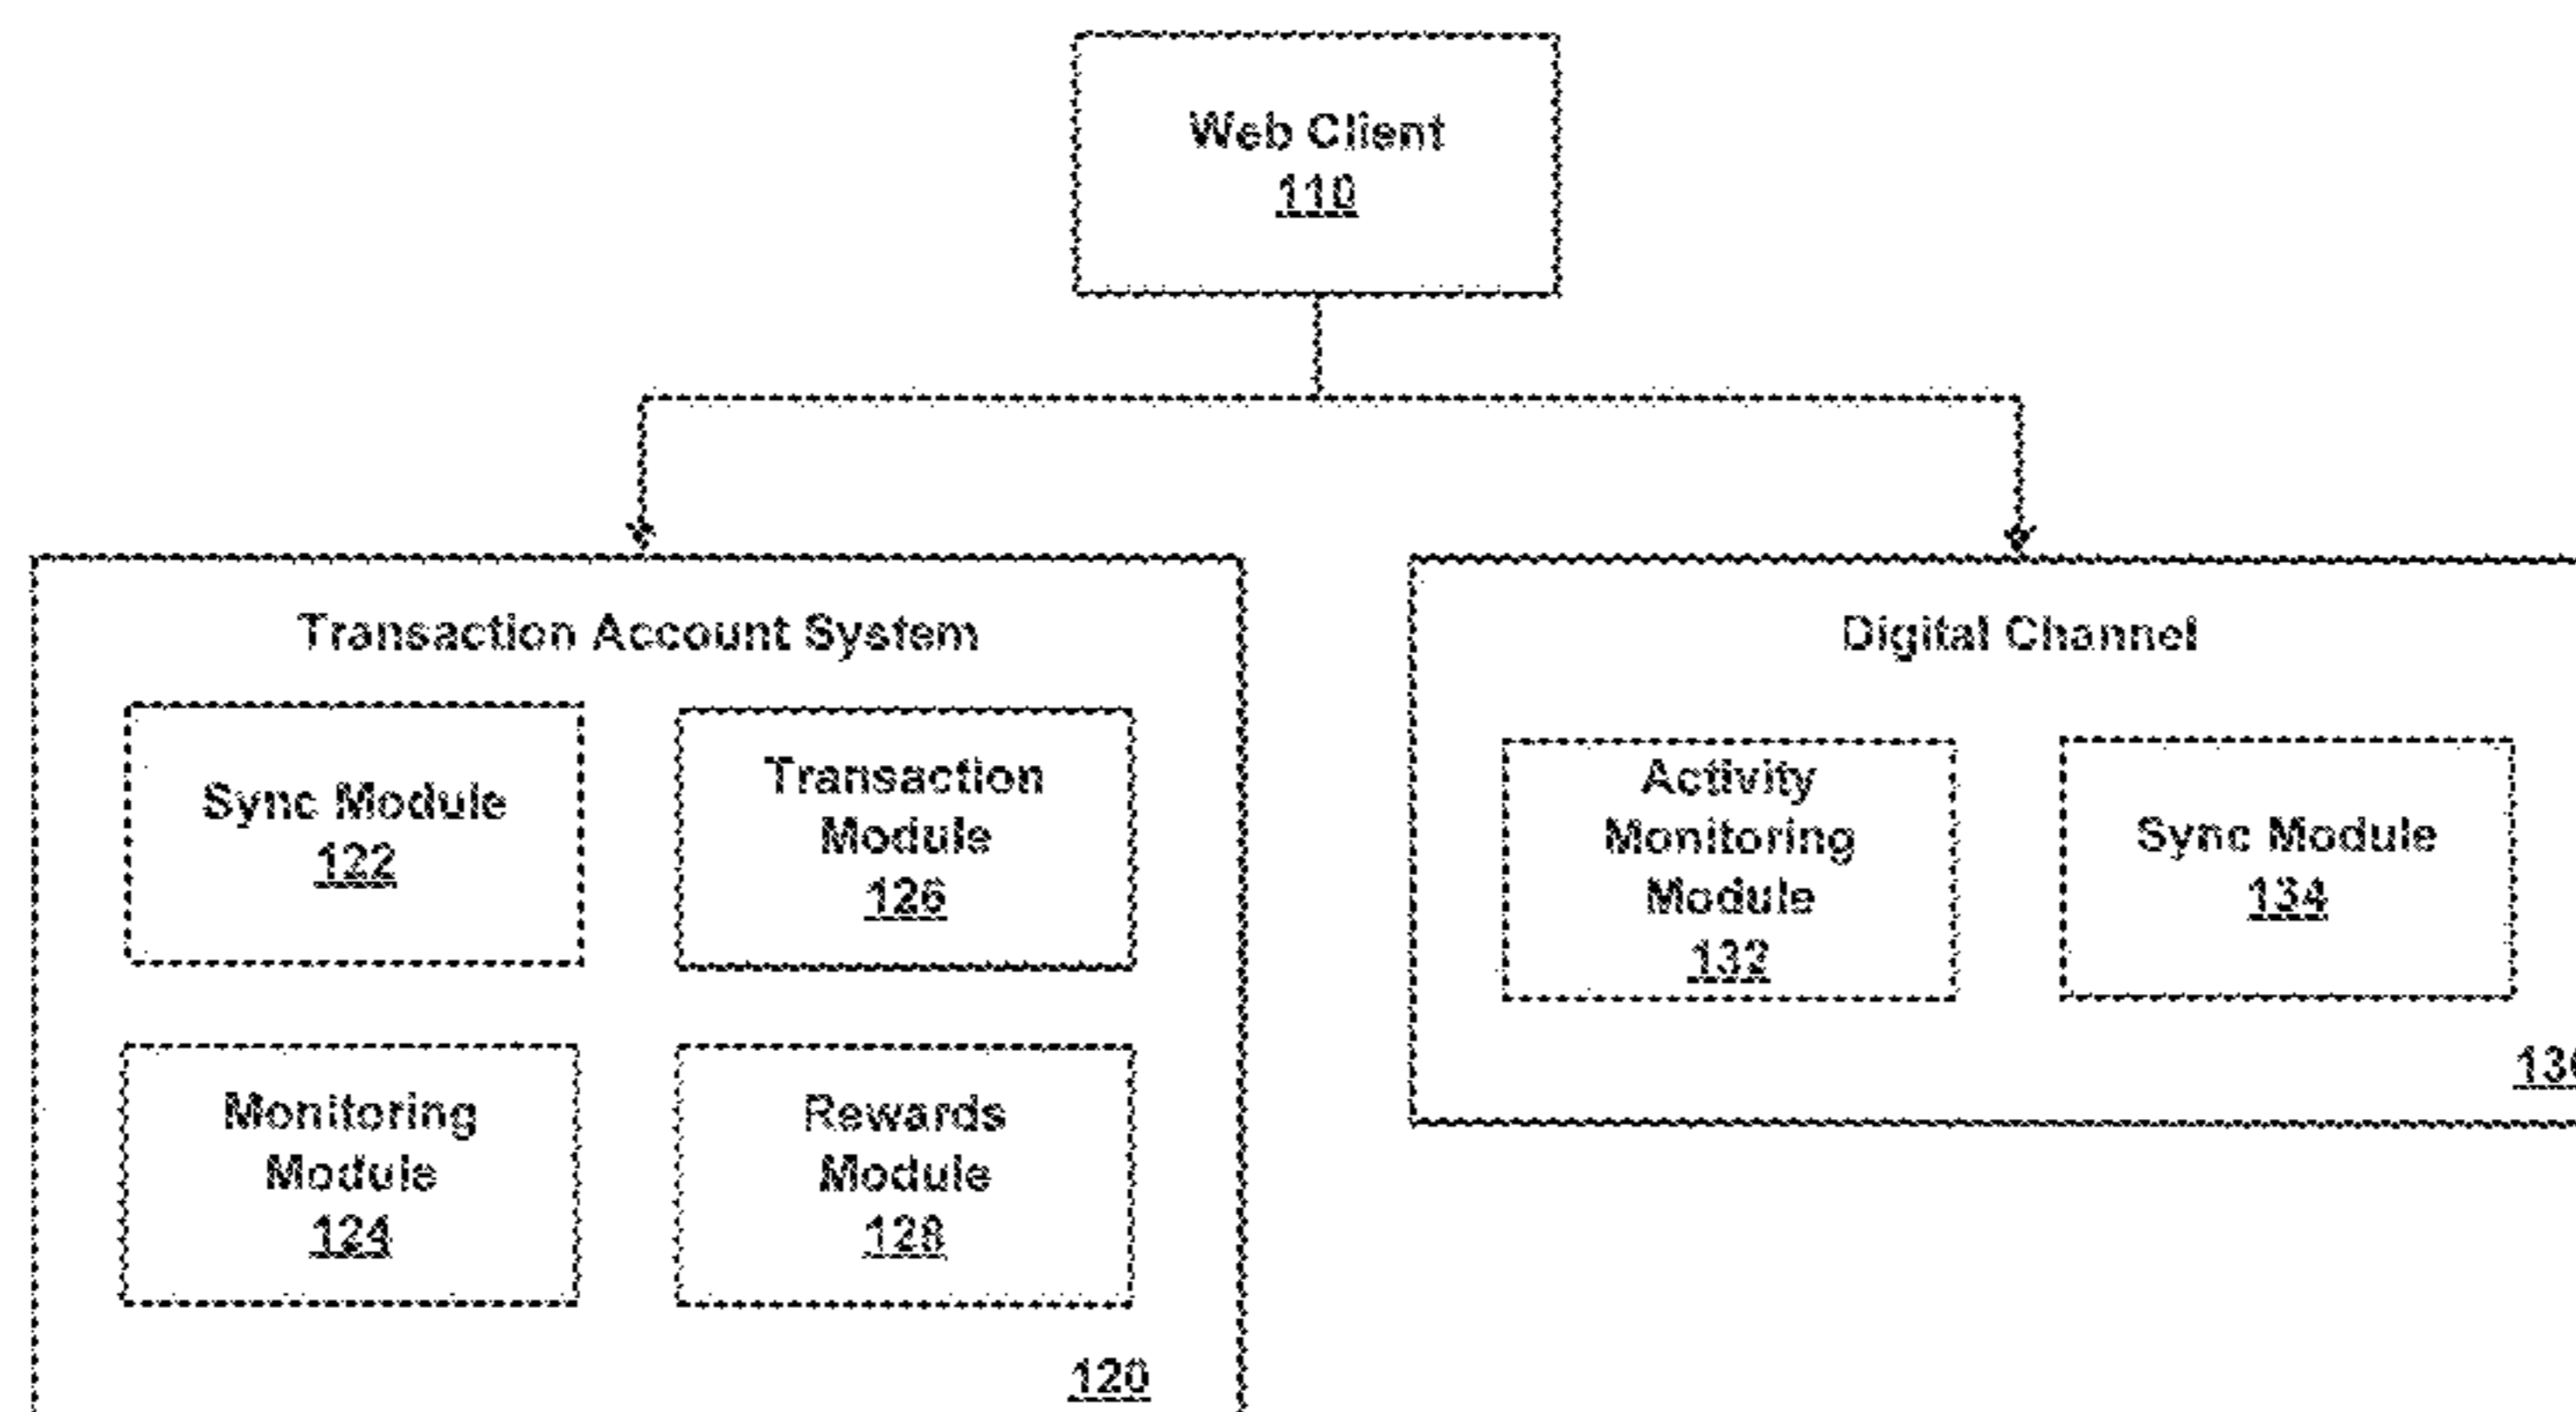 Web Client
110
Transaction Account System
Sync Module
122
Transaction
Module
126
Monitoring
Module
124
Rewards
Module
128
120
Digital Channel
Activity
Monitoring
Module
132
Sync Module
134